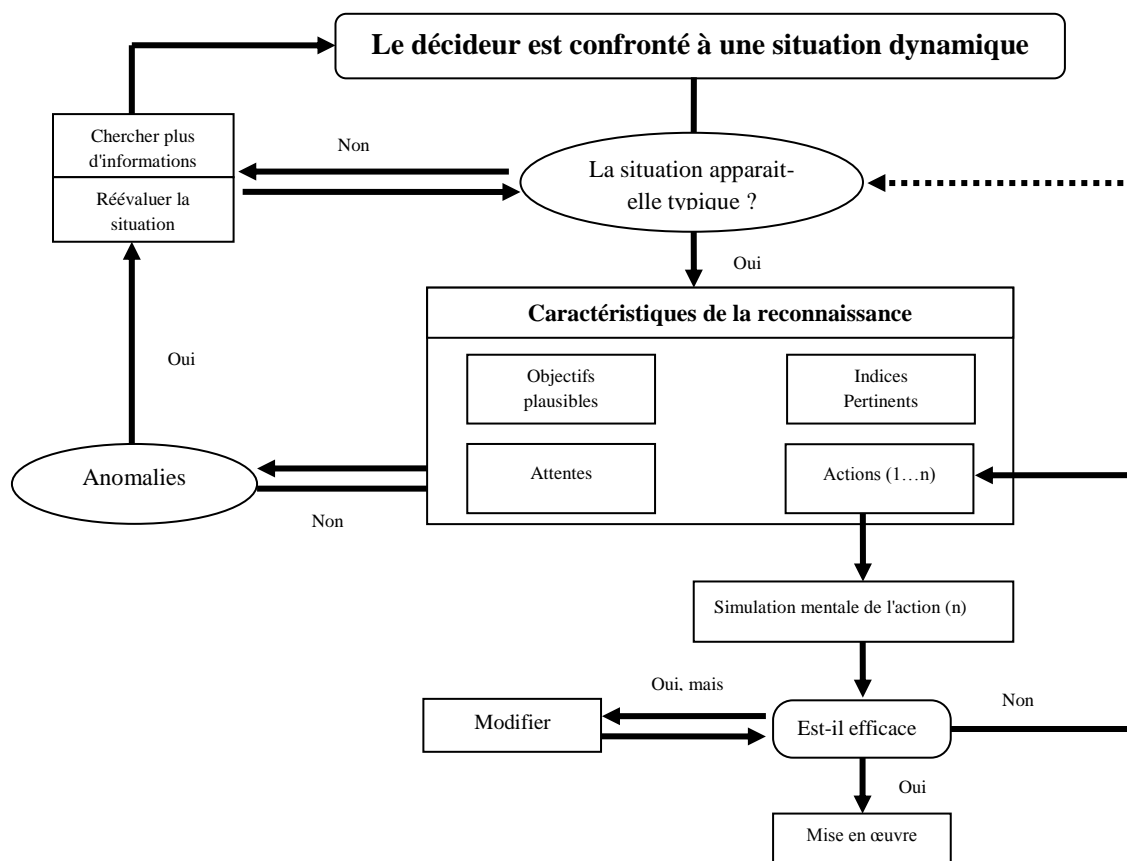 Le décideur est confronté à une situation dynamique
Chercher plus
d'informations
Non
La situation apparait-
elle typique ?
Réévaluer la
situation
Oui
Caractéristiques de la reconnaissance
Oui
Objectifs
plausibles
Indices
Pertinents
Anomalies
Attentes
Actions (1…n)
Non
Simulation mentale de l'action (n)
Oui, mais
Non
Modifier
Est-il efficace
Oui
Mise en œuvre